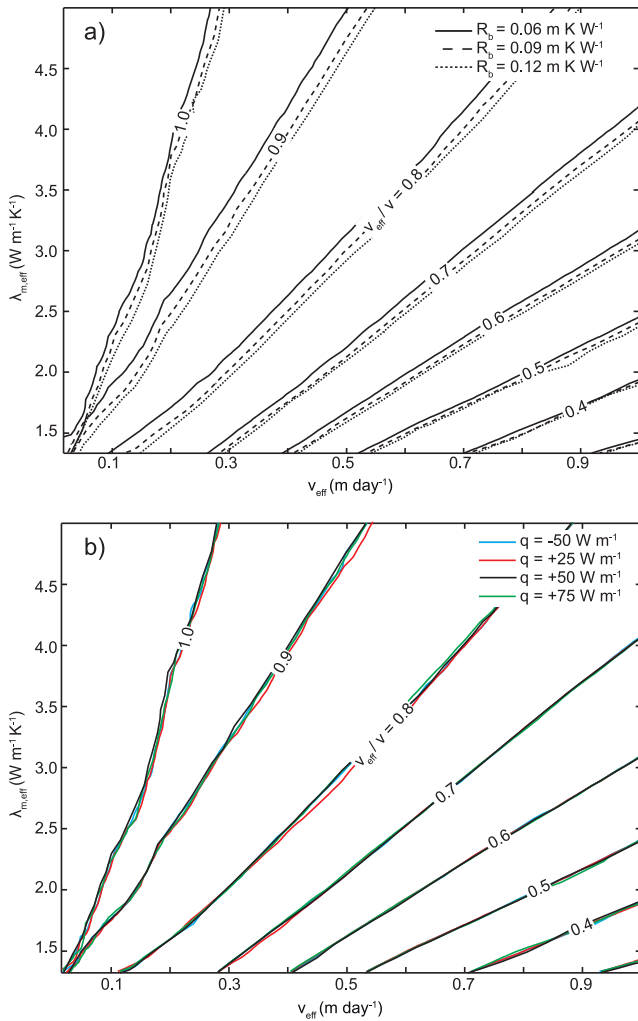 a)
R_b = 0.06 m K W⁻¹
R_b = 0.09 m K W⁻¹
R_b = 0.12 m K W⁻¹
4.0
3.0
2.0
1.5
2.5
3.5
4.5
λ_m,eff (W m⁻¹ K⁻¹)
1.0
0.9
v_eff / v = 0.8
0.7
0.6
0.5
0.4
0.1
0.3
0.5
0.7
0.9
v_eff (m day⁻¹)
b)
q = -50 W m⁻¹
q = +25 W m⁻¹
q = +50 W m⁻¹
q = +75 W m⁻¹
4.5
4.0
3.5
3.0
2.5
2.0
1.5
λ_m,eff (W m⁻¹ K⁻¹)
1.0
0.9
v_eff / v = 0.8
0.7
0.6
0.5
0.4
0.1
0.3
0.5
0.7
0.9
v_eff (m day⁻¹)